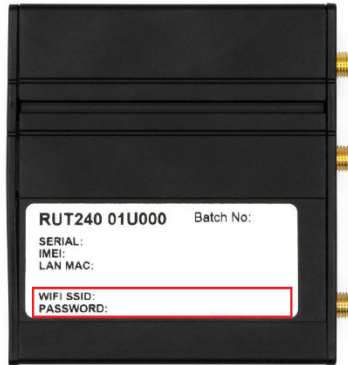 RUT240 01U000 Batch No:
SERIAL:
IMEI:
LAN MAC:
WIFI SSID:
PASSWORD: